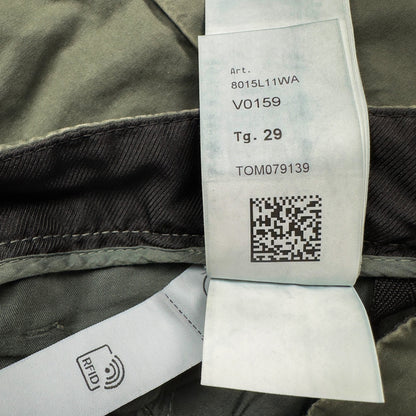 Art.
8015L11WA
V0159
Tg. 29
TOM079139
RFID